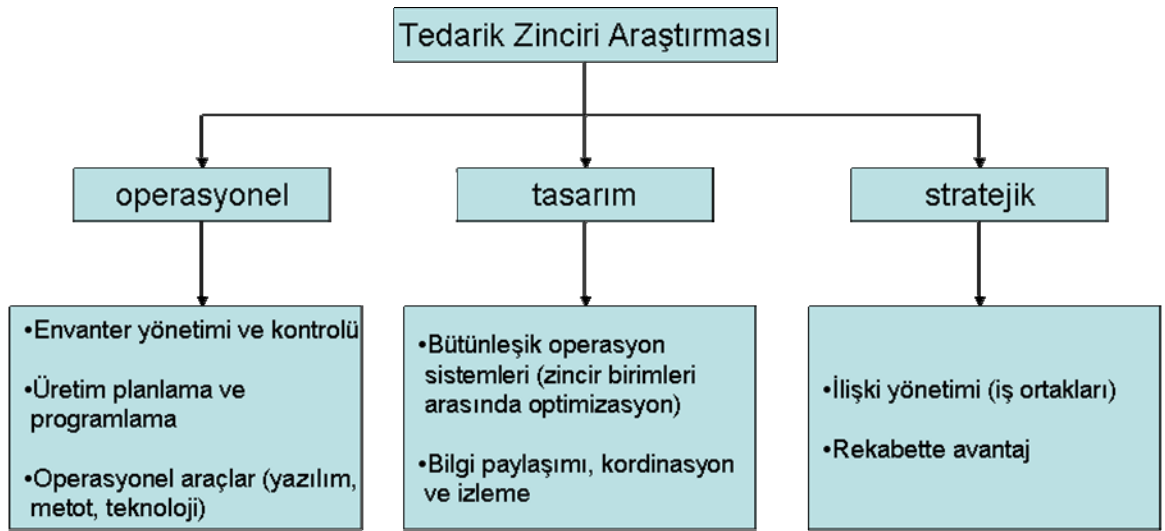 Tedarik Zinciri Araştırması
operasyonel
tasarım
stratejik
•Envanter yönetimi ve kontrolü
•Üretim planlama ve
programlama
•Operasyonel araçlar (yazılım,
metot, teknoloji)
•Bütünleşik operasyon
sistemleri (zincir birimleri
arasında optimizasyon)
•Bilgi paylaşımı, kordinasyon
ve izleme
•İlişki yönetimi (iş ortakları)
•Rekabette avantaj